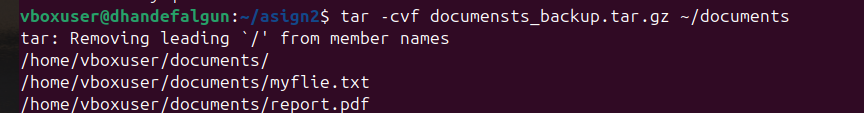 vboxuser@dhandefalgun:~/asign2$ tar -cvf documensts_backup.tar.gz ~/documents
tar: Removing leading `/' from member names
/home/vboxuser/documents/
/home/vboxuser/documents/myflie.txt
/home/vboxuser/documents/report.pdf